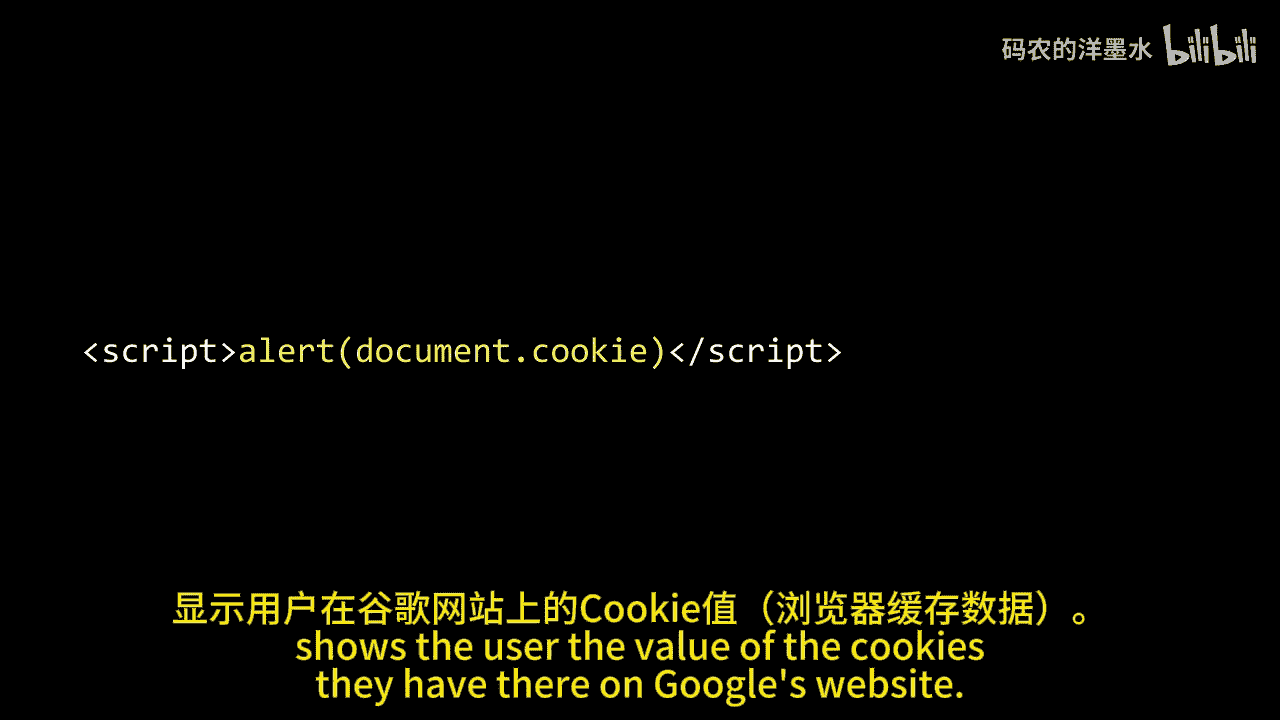 码农的洋墨水 bilibili
<script>alert(document.cookie)</script>
显示用户在谷歌网站上的Cookie值（浏览器缓存数据）。
shows the user the value of the cookies
they have there on Google's website.